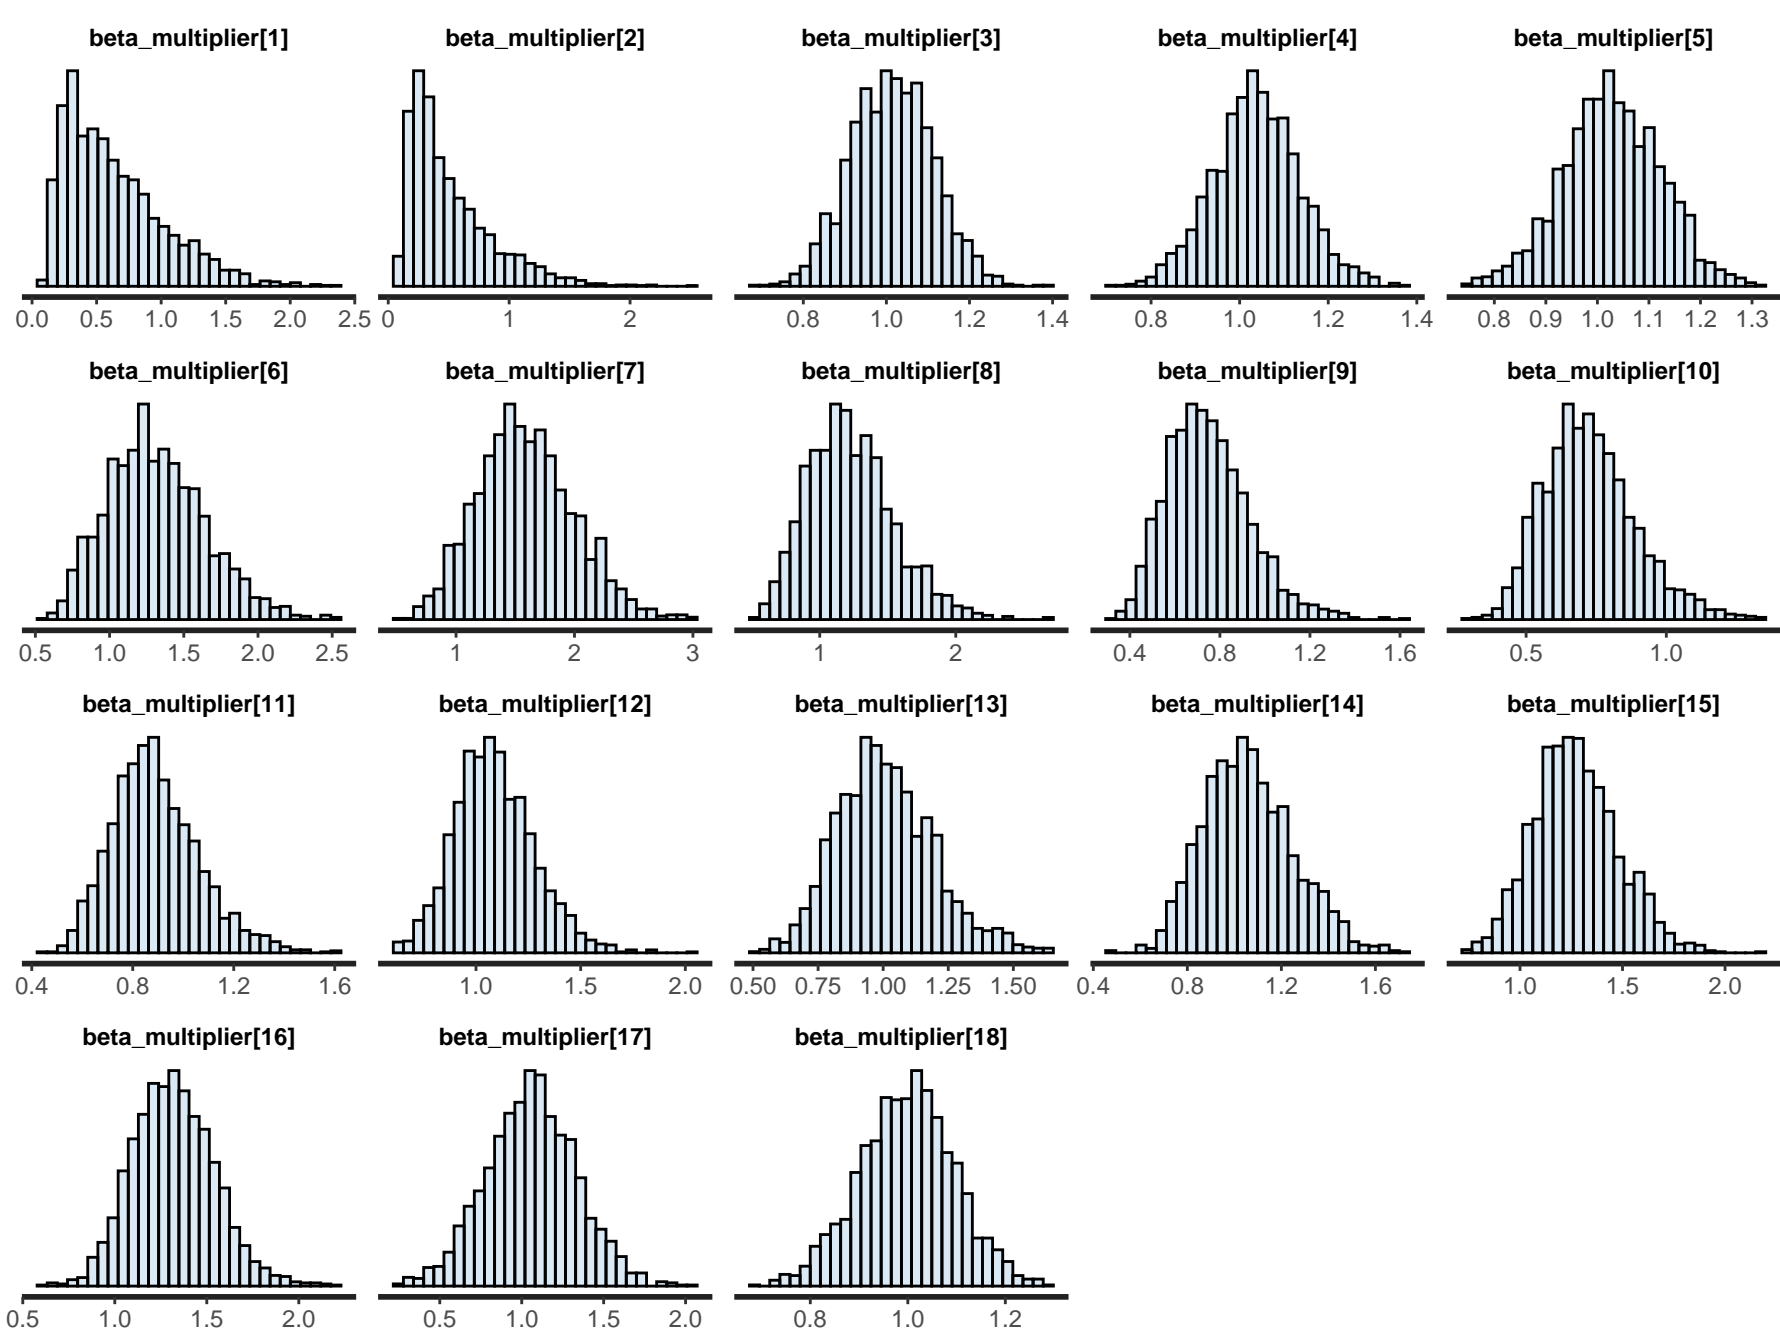 beta_multiplier[1] beta_multiplier[2] beta_multiplier[3] beta_multiplier[4] beta_multiplier[5]
0.0 0.5 1.0 1.5 2.0 2.5 0 1 2 0.8 1.0 1.2 1.4 0.8 1.0 1.2 1.4 0.8 0.9 1.0 1.1 1.2 1.3
beta_multiplier[6] beta_multiplier[7] beta_multiplier[8] beta_multiplier[9] beta_multiplier[10]
0.5 1.0 1.5 2.0 2.5 1 2 3 1 2 0.4 0.8 1.2 1.6 0.5 1.0
beta_multiplier[11] beta_multiplier[12] beta_multiplier[13] beta_multiplier[14] beta_multiplier[15]
0.4 0.8 1.2 1.6 1.0 1.5 2.0 0.50 0.75 1.00 1.25 1.50 0.4 0.8 1.2 1.6 1.0 1.5 2.0
beta_multiplier[16] beta_multiplier[17] beta_multiplier[18]
0.5 1.0 1.5 2.0 0.5 1.0 1.5 2.0 0.8 1.0 1.2